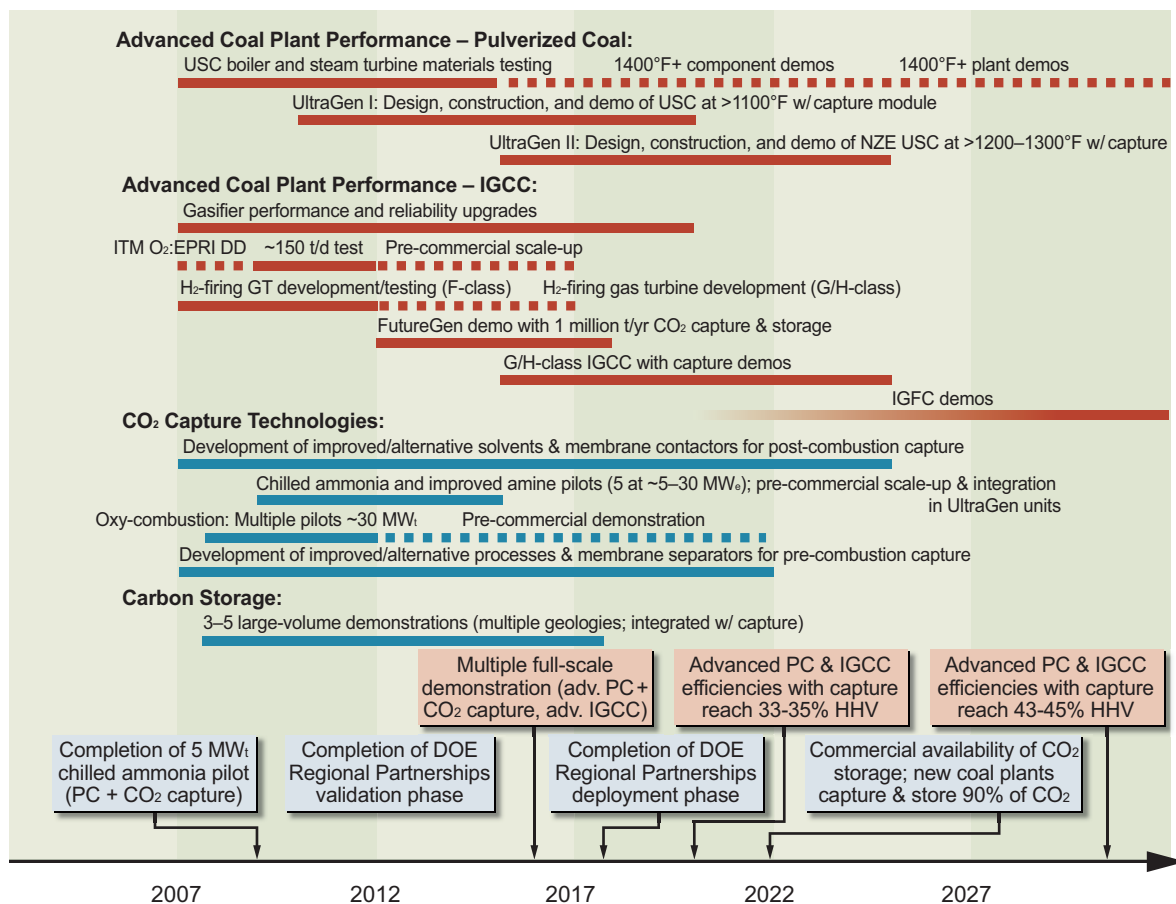 Advanced Coal Plant Performance – Pulverized Coal:
USC boiler and steam turbine materials testing
1400°F+ component demos
1400°F+ plant demos
UltraGen I: Design, construction, and demo of USC at >1100°F w/capture module
UltraGen II: Design, construction, and demo of NZE USC at >1200–1300°F w/capture
Advanced Coal Plant Performance – IGCC:
Gasifier performance and reliability upgrades
ITM O₂:EPRI DD
~150 t/d test
Pre-commercial scale-up
H₂-firing GT development/testing (F-class)
H₂-firing gas turbine development (G/H-class)
FutureGen demo with 1 million t/yr CO₂ capture & storage
G/H-class IGCC with capture demos
IGFC demos
CO₂ Capture Technologies:
Development of improved/alternative solvents & membrane contactors for post-combustion capture
Chilled ammonia and improved amine pilots (5 at ~5–30 MWₑ); pre-commercial scale-up & integration
in UltraGen units
Oxy-combustion: Multiple pilots ~30 MWₜ
Pre-commercial demonstration
Development of improved/alternative processes & membrane separators for pre-combustion capture
Carbon Storage:
3–5 large-volume demonstrations (multiple geologies; integrated w/ capture)
Multiple full-scale
demonstration (adv. PC+
CO₂ capture, adv. IGCC)
Advanced PC & IGCC
efficiencies with capture
reach 33-35% HHV
Advanced PC & IGCC
efficiencies with capture
reach 43-45% HHV
Completion of 5 MWₜ
chilled ammonia pilot
(PC + CO₂ capture)
Completion of DOE
Regional Partnerships
validation phase
Completion of DOE
Regional Partnerships
deployment phase
Commercial availability of CO₂
storage; new coal plants
capture & store 90% of CO₂
2007
2012
2017
2022
2027